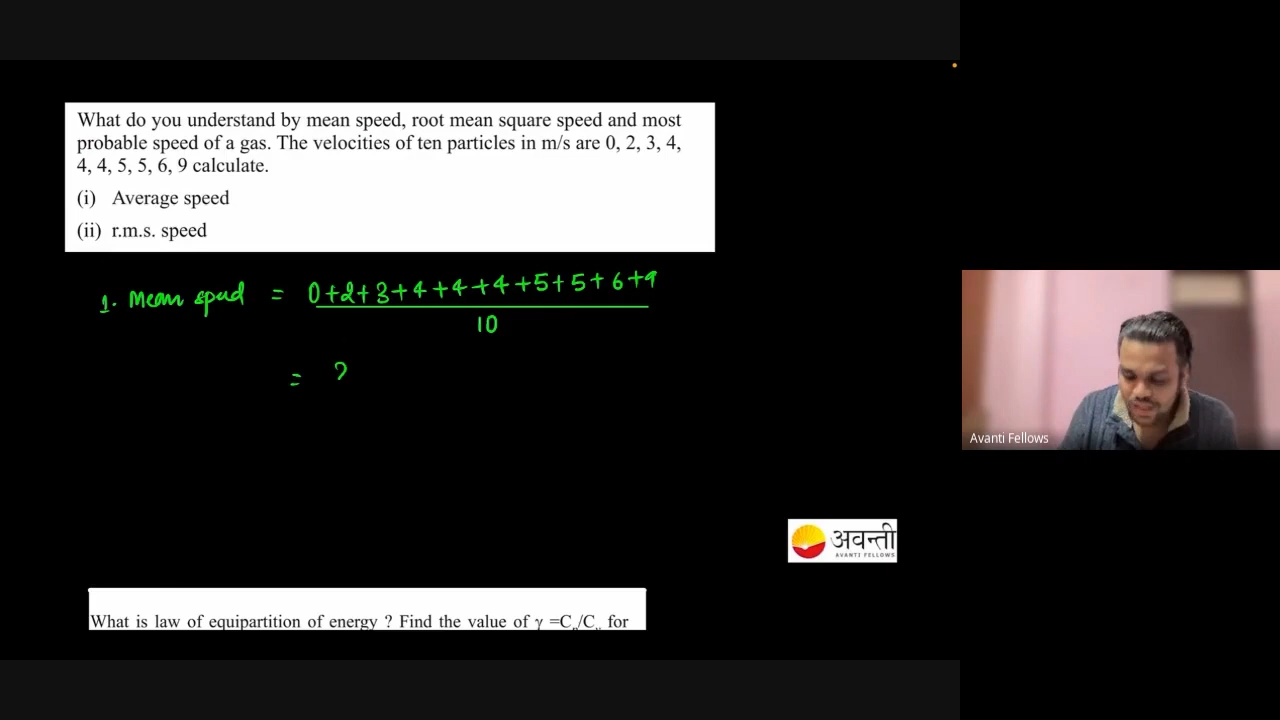 What do you understand by mean speed, root mean square speed and most
probable speed of a gas. The velocities of ten particles in m/s are 0, 2, 3, 4,
4, 4, 5, 5, 6, 9 calculate.
(i) Average speed
(ii) r.m.s. speed
1. Mean speed = 0+2+3+4+4+4+5+5+6+9
10
= ?
Avanti Fellows
अवन्ती
AVANTI FELLOWS
What is law of equipartition of energy ? Find the value of γ =Cp/Cv for